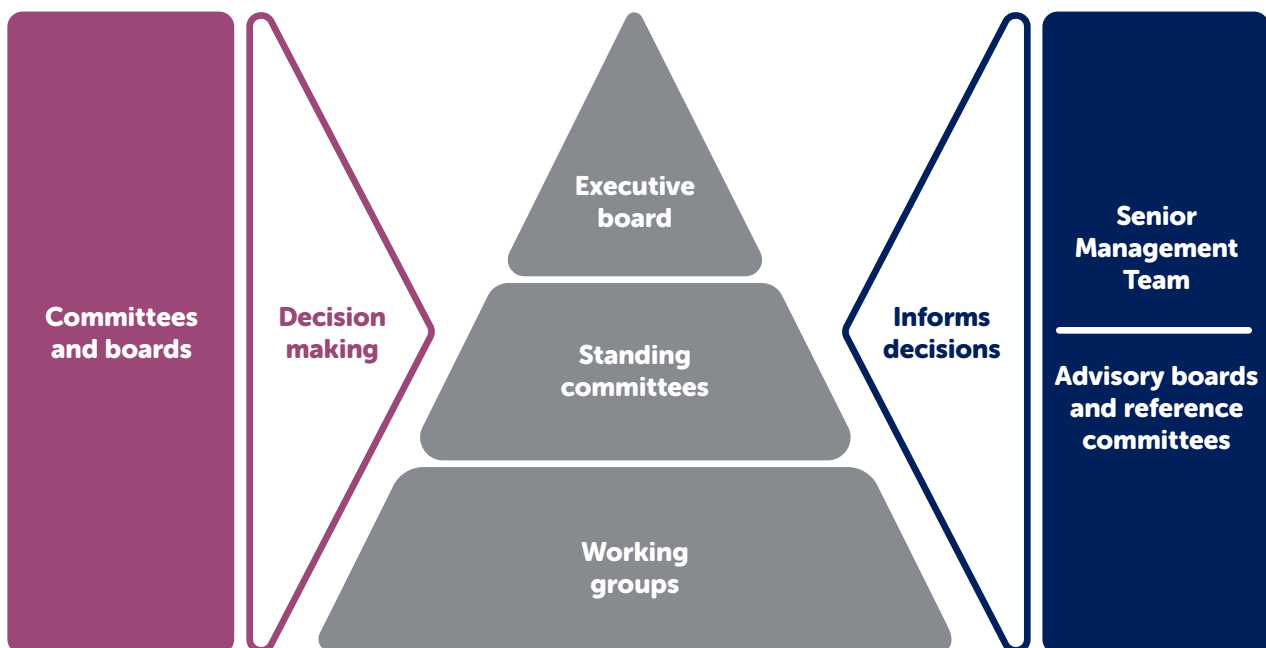 Committees
and boards
Decision
making
Executive
board
Standing
committees
Working
groups
Informs
decisions
Senior
Management
Team
Advisory boards
and reference
committees